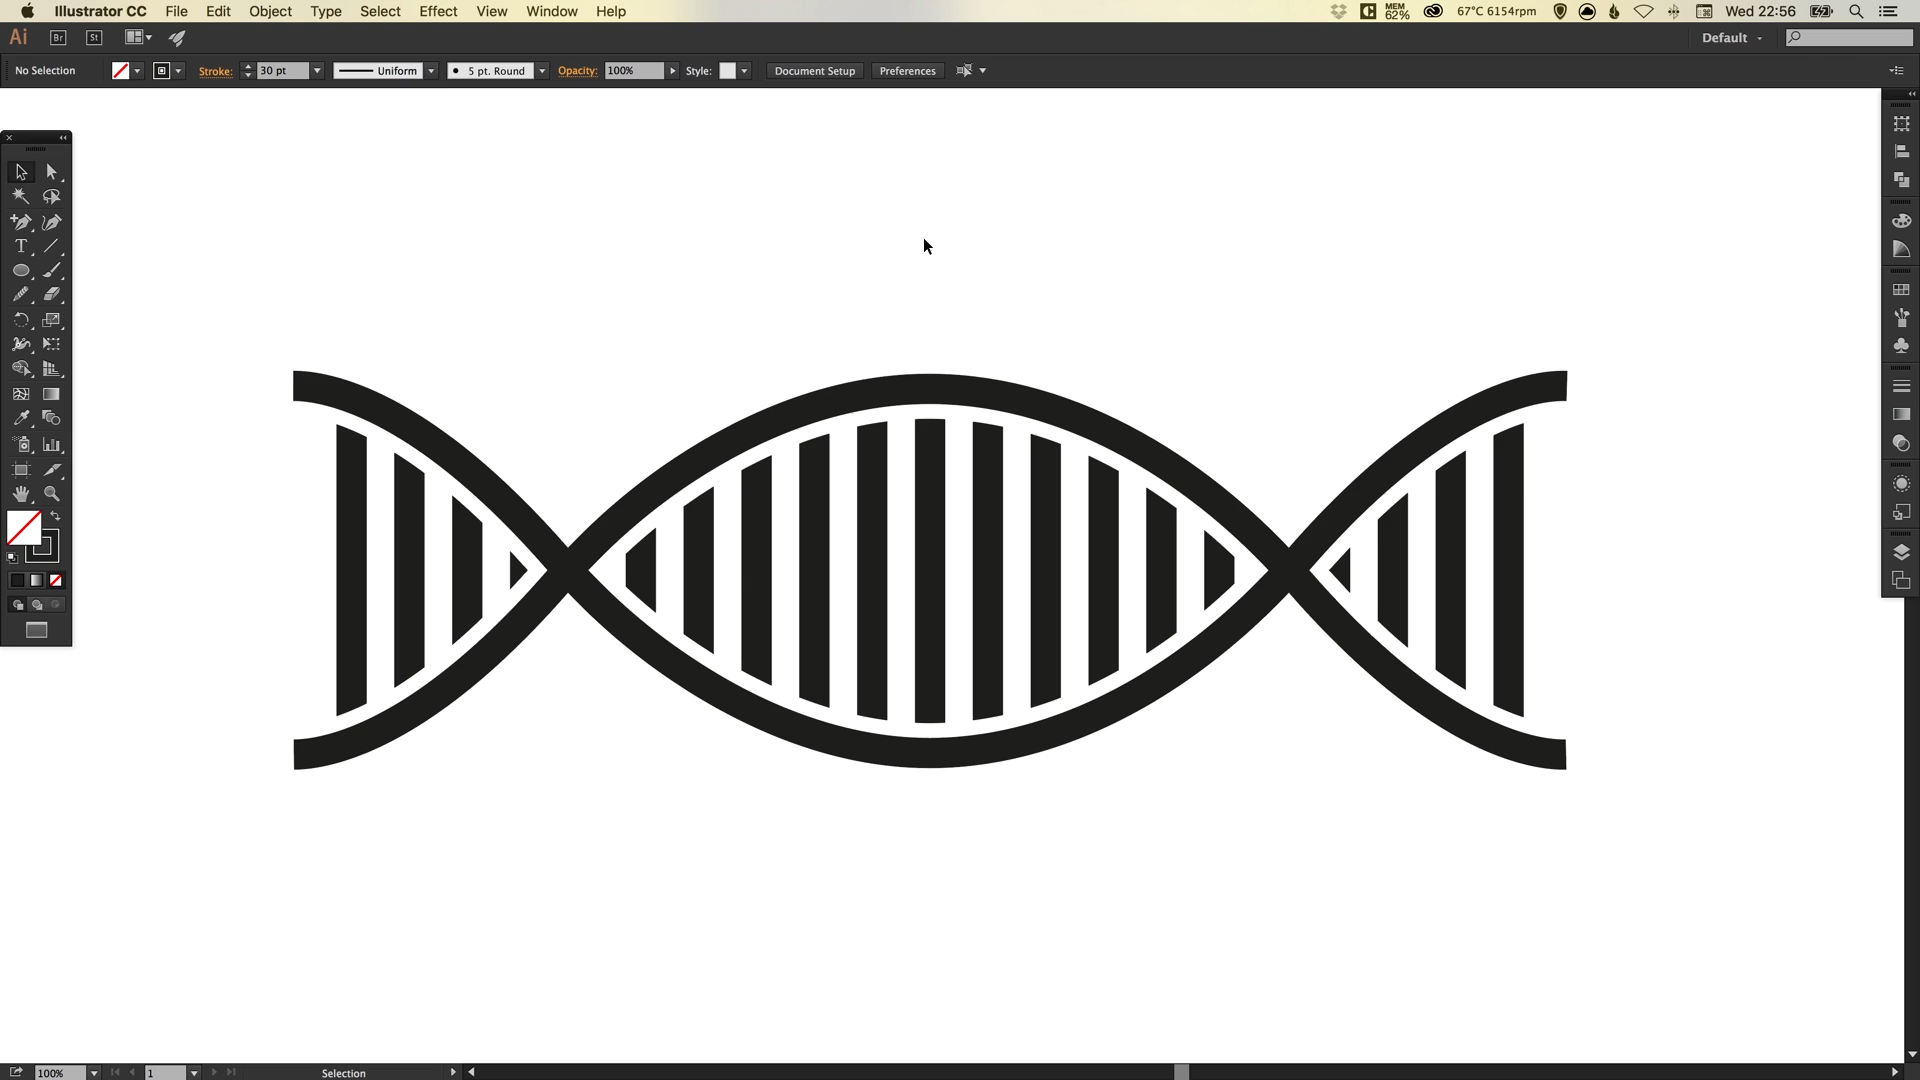 Illustrator CC File Edit Object Type Select Effect View Window Help MEM 62% 67°C 6154rpm Wed 22:56
Ai Br St Default
No Selection Stroke: 30 pt Uniform 5 pt. Round Opacity: 100% Style: Document Setup Preferences
T
100% 1 Selection